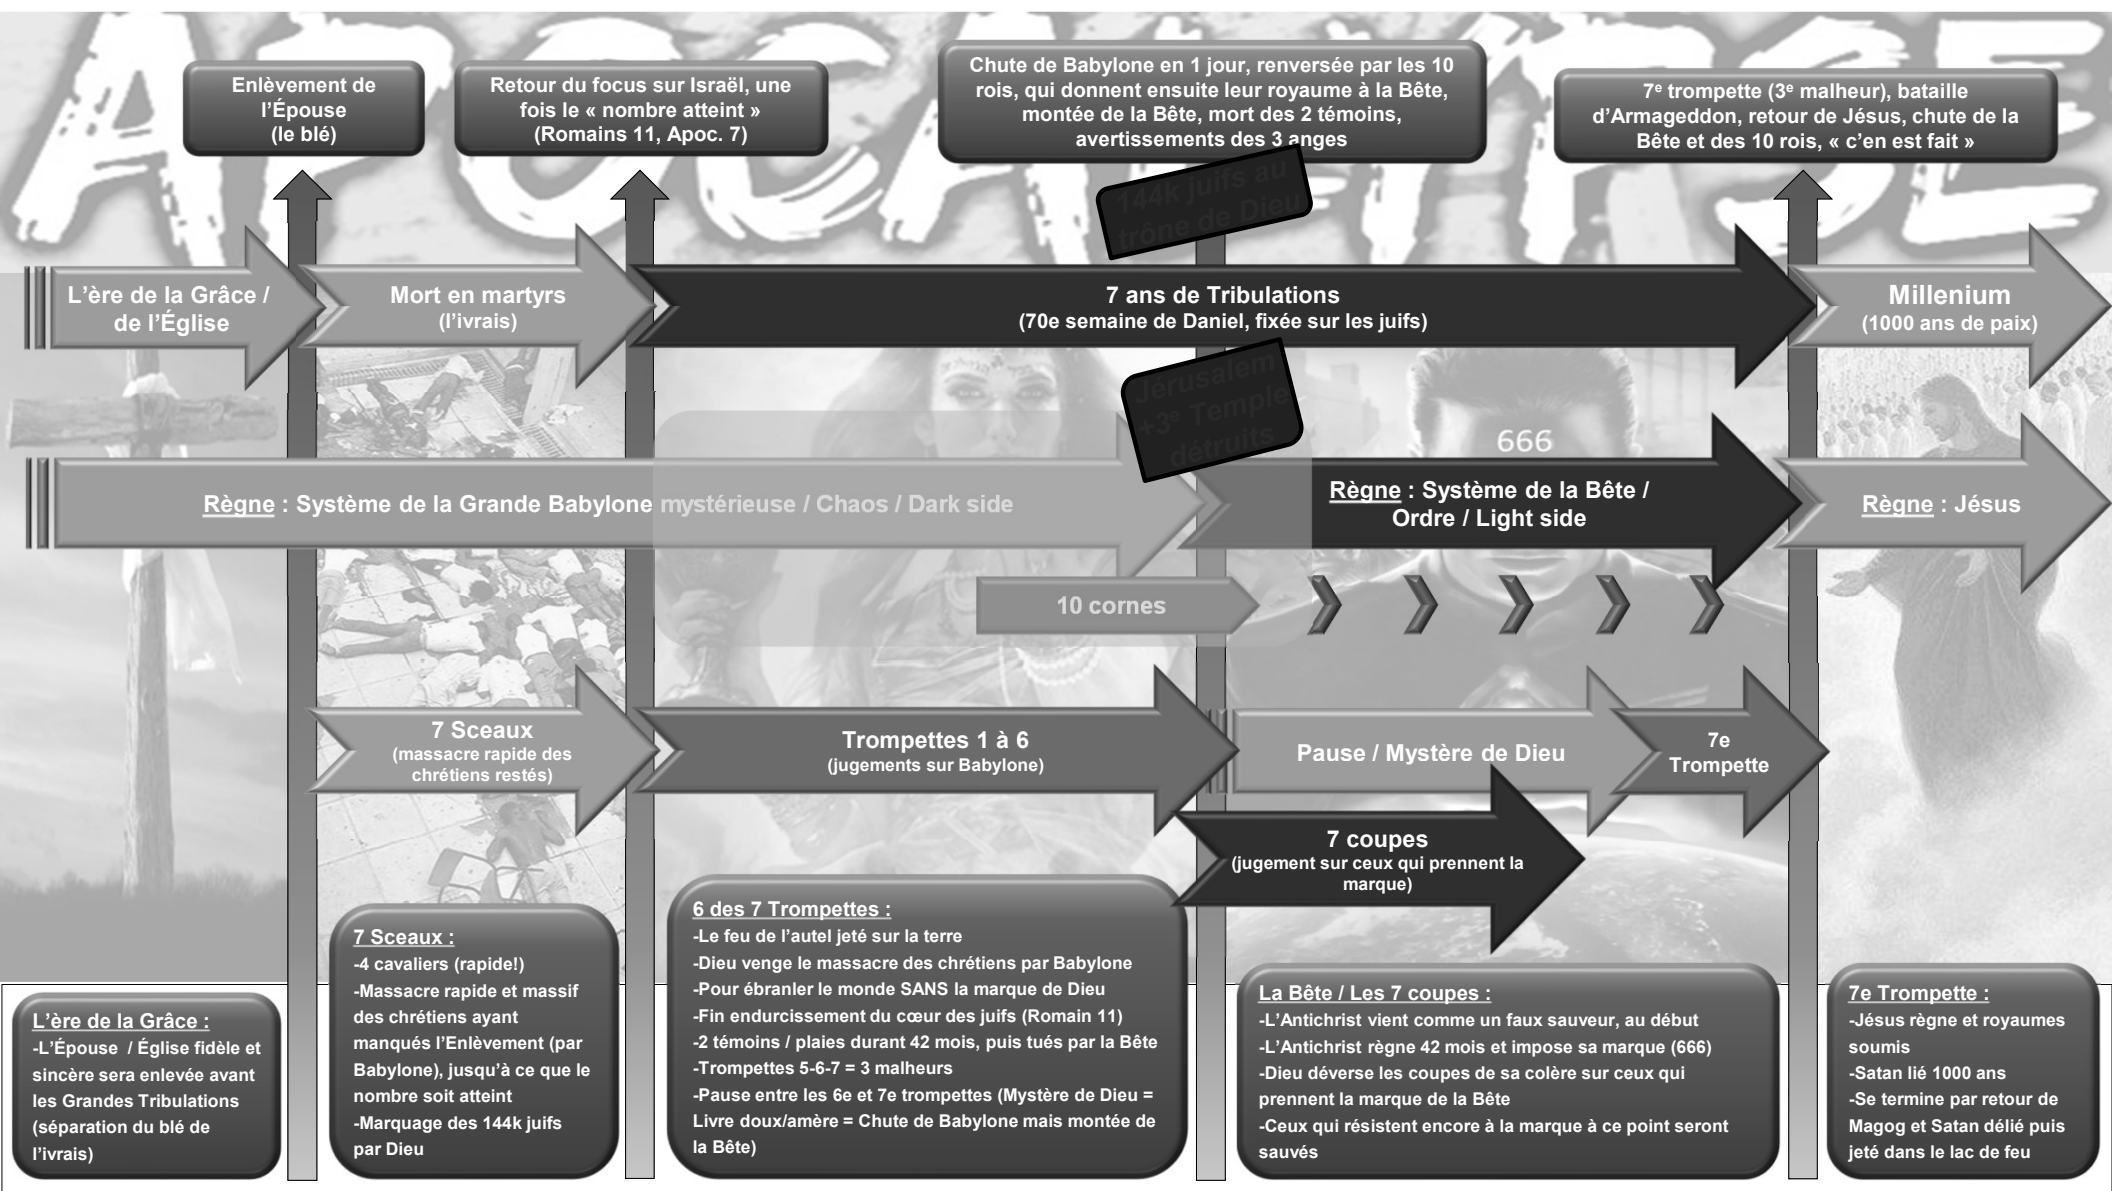 APOCALYPSE
Enlèvement de
l'Épouse
(le blé)
Retour du focus sur Israël, une
fois le « nombre atteint »
(Romains 11, Apoc. 7)
Chute de Babylone en 1 jour, renversée par les 10
rois, qui donnent ensuite leur royaume à la Bête,
montée de la Bête, mort des 2 témoins,
avertissements des 3 anges
7e trompette (3e malheur), bataille
d'Armageddon, retour de Jésus, chute de la
Bête et des 10 rois, « c'en est fait »
144k juifs au
trône de Dieu
L'ère de la Grâce /
de l'Église
Mort en martyrs
(l'ivrais)
7 ans de Tribulations
(70e semaine de Daniel, fixée sur les juifs)
Millenium
(1000 ans de paix)
Jérusalem
+3e Temple
détruits
666
Règne : Système de la Grande Babylone mystérieuse / Chaos / Dark side
Règne : Système de la Bête /
Ordre / Light side
Règne : Jésus
10 cornes
7 Sceaux
(massacre rapide des
chrétiens restés)
Trompettes 1 à 6
(jugements sur Babylone)
Pause / Mystère de Dieu
7e
Trompette
7 coupes
(jugement sur ceux qui prennent la
marque)
L'ère de la Grâce :
-L'Épouse / Église fidèle et
sincère sera enlevée avant
les Grandes Tribulations
(séparation du blé de
l'ivrais)
7 Sceaux :
-4 cavaliers (rapide!)
-Massacre rapide et massif
des chrétiens ayant
manqués l'Enlèvement (par
Babylone), jusqu'à ce que le
nombre soit atteint
-Marquage des 144k juifs
par Dieu
6 des 7 Trompettes :
-Le feu de l'autel jeté sur la terre
-Dieu venge le massacre des chrétiens par Babylone
-Pour ébranler le monde SANS la marque de Dieu
-Fin endurcissement du cœur des juifs (Romain 11)
-2 témoins / plaies durant 42 mois, puis tués par la Bête
-Trompettes 5-6-7 = 3 malheurs
-Pause entre les 6e et 7e trompettes (Mystère de Dieu =
Livre doux/amère = Chute de Babylone mais montée de
la Bête)
La Bête / Les 7 coupes :
-L'Antichrist vient comme un faux sauveur, au début
-L'Antichrist règne 42 mois et impose sa marque (666)
-Dieu déverse les coupes de sa colère sur ceux qui
prennent la marque de la Bête
-Ceux qui résistent encore à la marque à ce point seront
sauvés
7e Trompette :
-Jésus règne et royaumes
soumis
-Satan lié 1000 ans
-Se termine par retour de
Magog et Satan délié puis
jeté dans le lac de feu